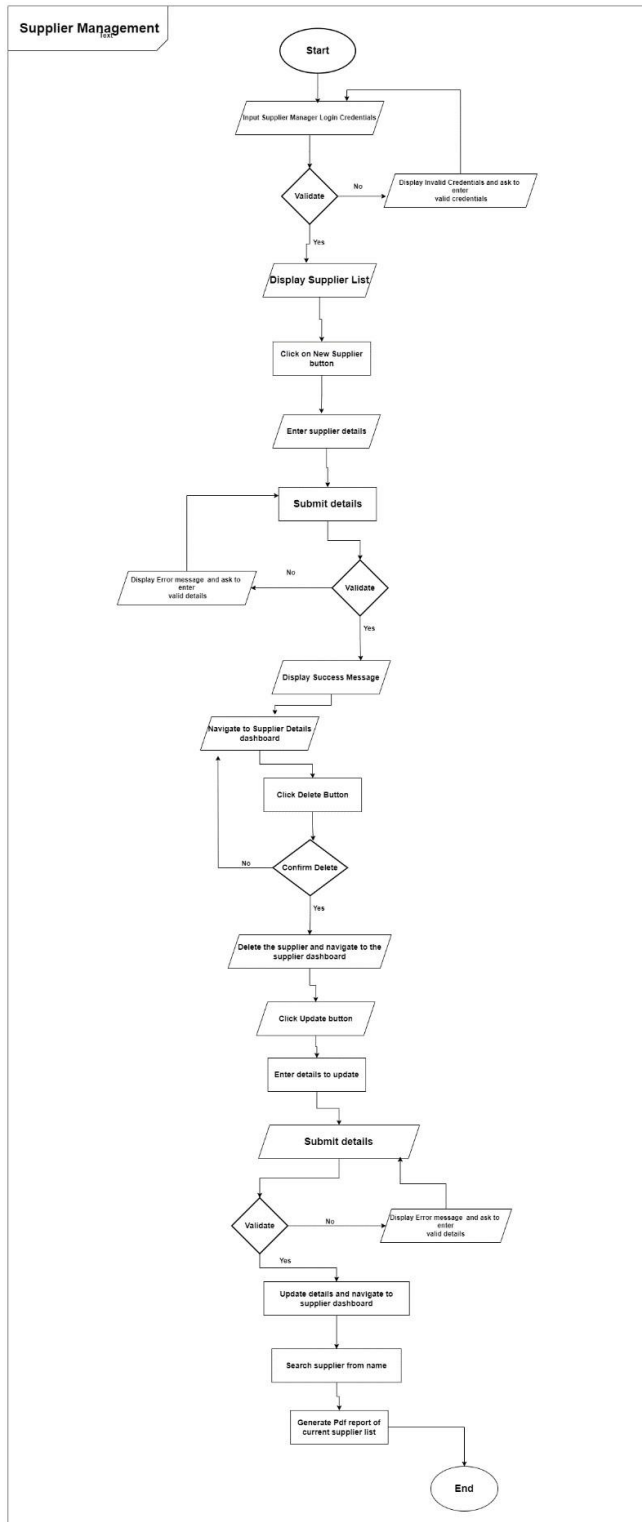 Supplier Management
Text
Start
Input Supplier Manager Login Credentials
Validate
No
Display Invalid Credentials and ask to
enter
valid credentials
Yes
Display Supplier List
Click on New Supplier
button
Enter supplier details
Submit details
Display Error message and ask to
enter
valid details
No
Validate
Yes
Display Success Message
Navigate to Supplier Details
dashboard
Click Delete Button
No
Confirm Delete
Yes
Delete the supplier and navigate to the
supplier dashboard
Click Update button
Enter details to update
Submit details
Validate
No
Display Error message and ask to
enter
valid details
Yes
Update details and navigate to
supplier dashboard
Search supplier from name
Generate Pdf report of
current supplier list
End